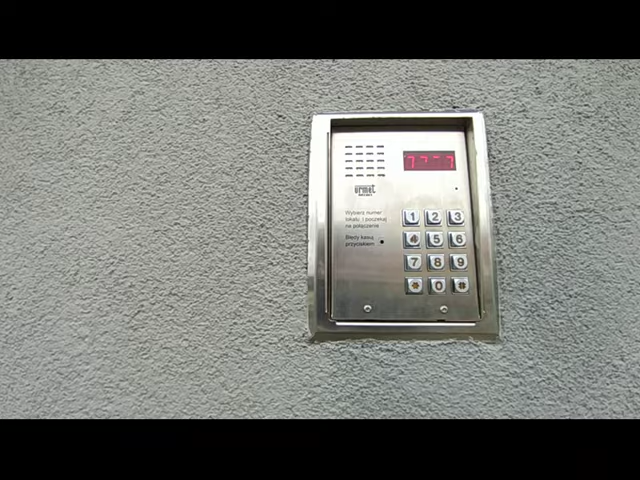 7777
urmet
Wybierz numer
lokalu i poczekaj
na połączenie
Błędy kasuj
przyciskiem
1 2 3
4 5 6
7 8 9
0